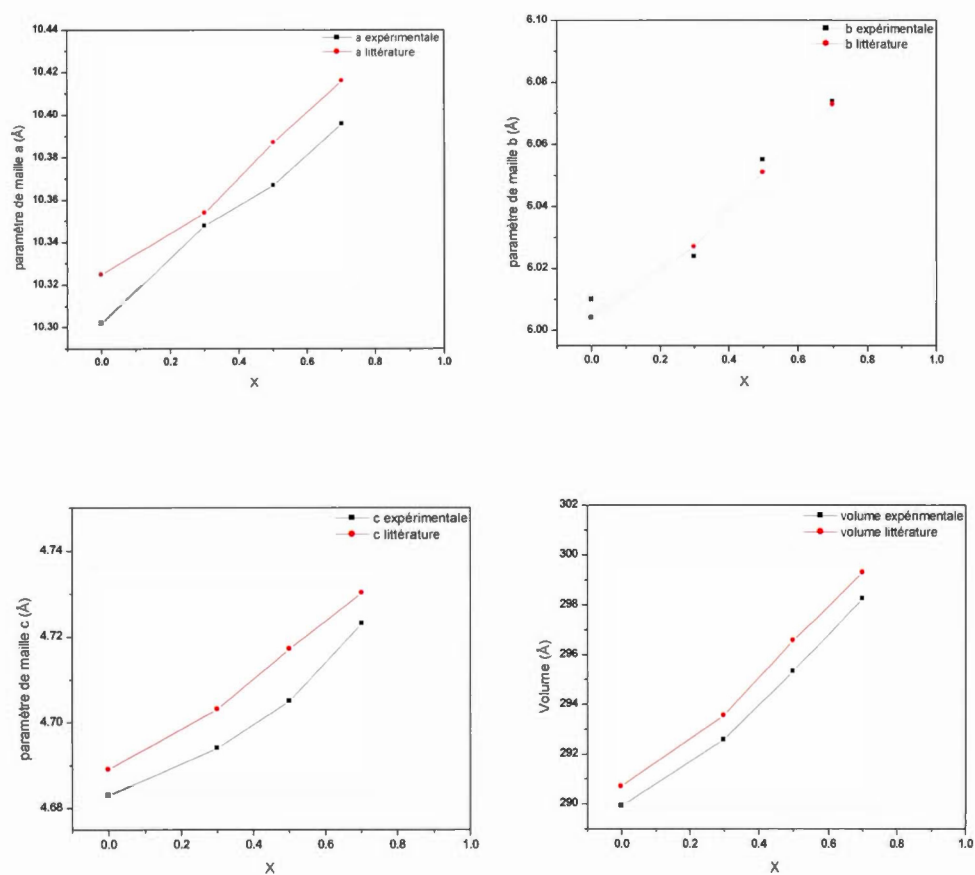 10.44
10.42
10.40
10.38
10.36
10.34
10.32
10.30
paramètre de maille a (Å)
a expérimentale
a littérature
0.0 0.2 0.4 0.6 0.8 1.0
X
6.10
6.08
6.06
6.04
6.02
6.00
paramètre de maille b (Å)
b expérimentale
b littérature
0.0 0.2 0.4 0.6 0.8 1.0
X
4.74
4.72
4.70
4.68
paramètre de maille c (Å)
c expérimentale
c littérature
0.0 0.2 0.4 0.6 0.8 1.0
X
302
300
298
296
294
292
290
Volume (Å)
volume expérimentale
volume littérature
0.0 0.2 0.4 0.6 0.8 1.0
X